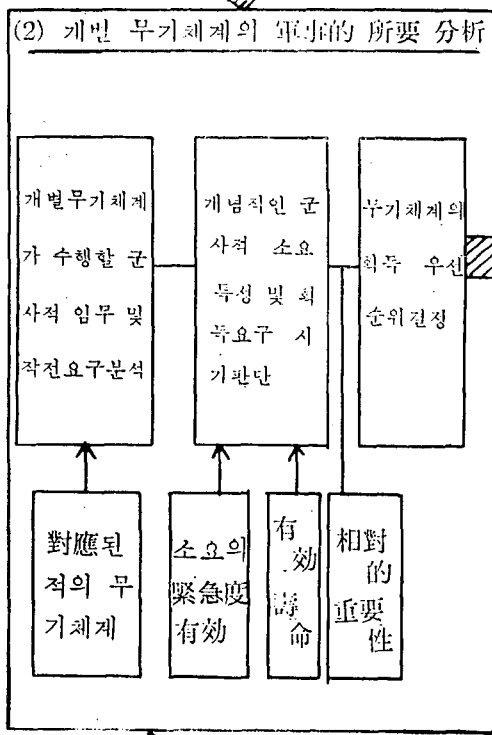 (2) 개별 무기체계의 軍事的 所要 分析
개별무기체계
가 수행할 군
사적 임무 및
작전요구분석
개념적인 군
사적 소요
특성 및 획
득요구 시
기판단
무기체계의
획득 우선
순위결정
對應된
적의 무
기체계
소요의
緊急度
有効
有効
壽命
相對的
重要性